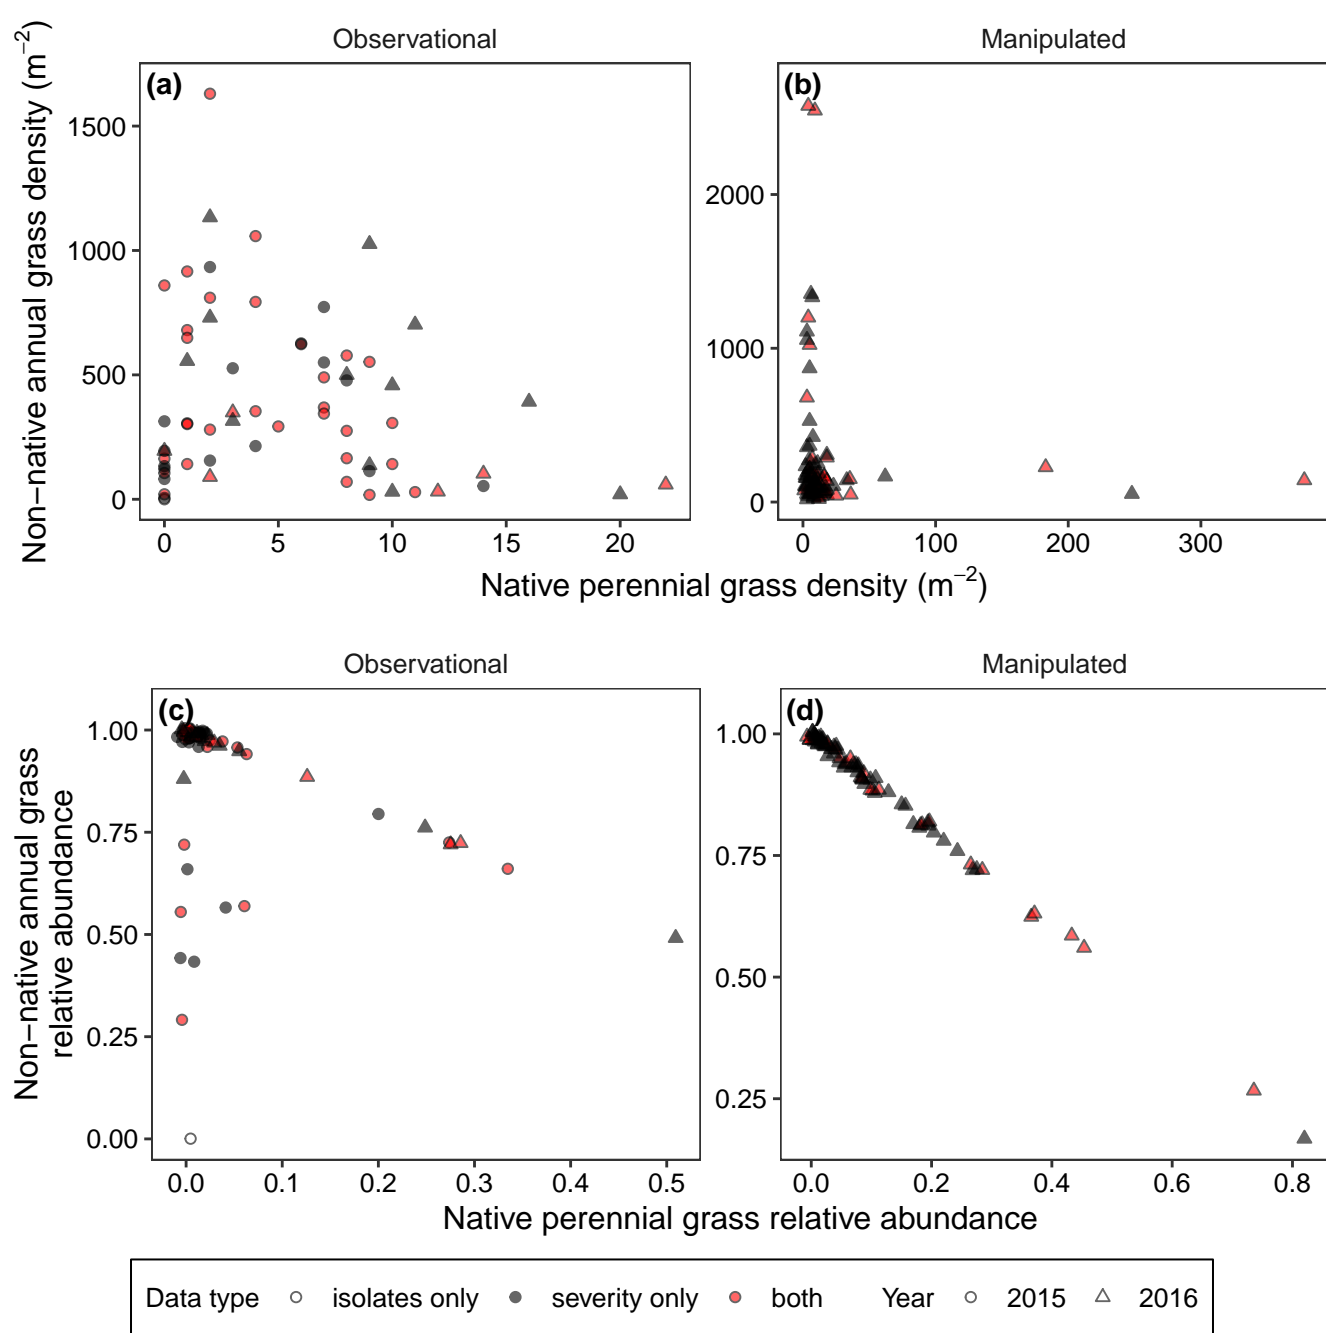 Observational
Manipulated
Non−native annual grass density (m⁻²)
(a)
(b)
1500
1000
500
0
2000
1000
0
0 5 10 15 20
0 100 200 300
Native perennial grass density (m⁻²)
Observational
Manipulated
Non−native annual grass
relative abundance
(c)
(d)
1.00
0.75
0.50
0.25
0.00
1.00
0.75
0.50
0.25
0.0 0.1 0.2 0.3 0.4 0.5
0.0 0.2 0.4 0.6 0.8
Native perennial grass relative abundance
Data type isolates only severity only both Year 2015 2016